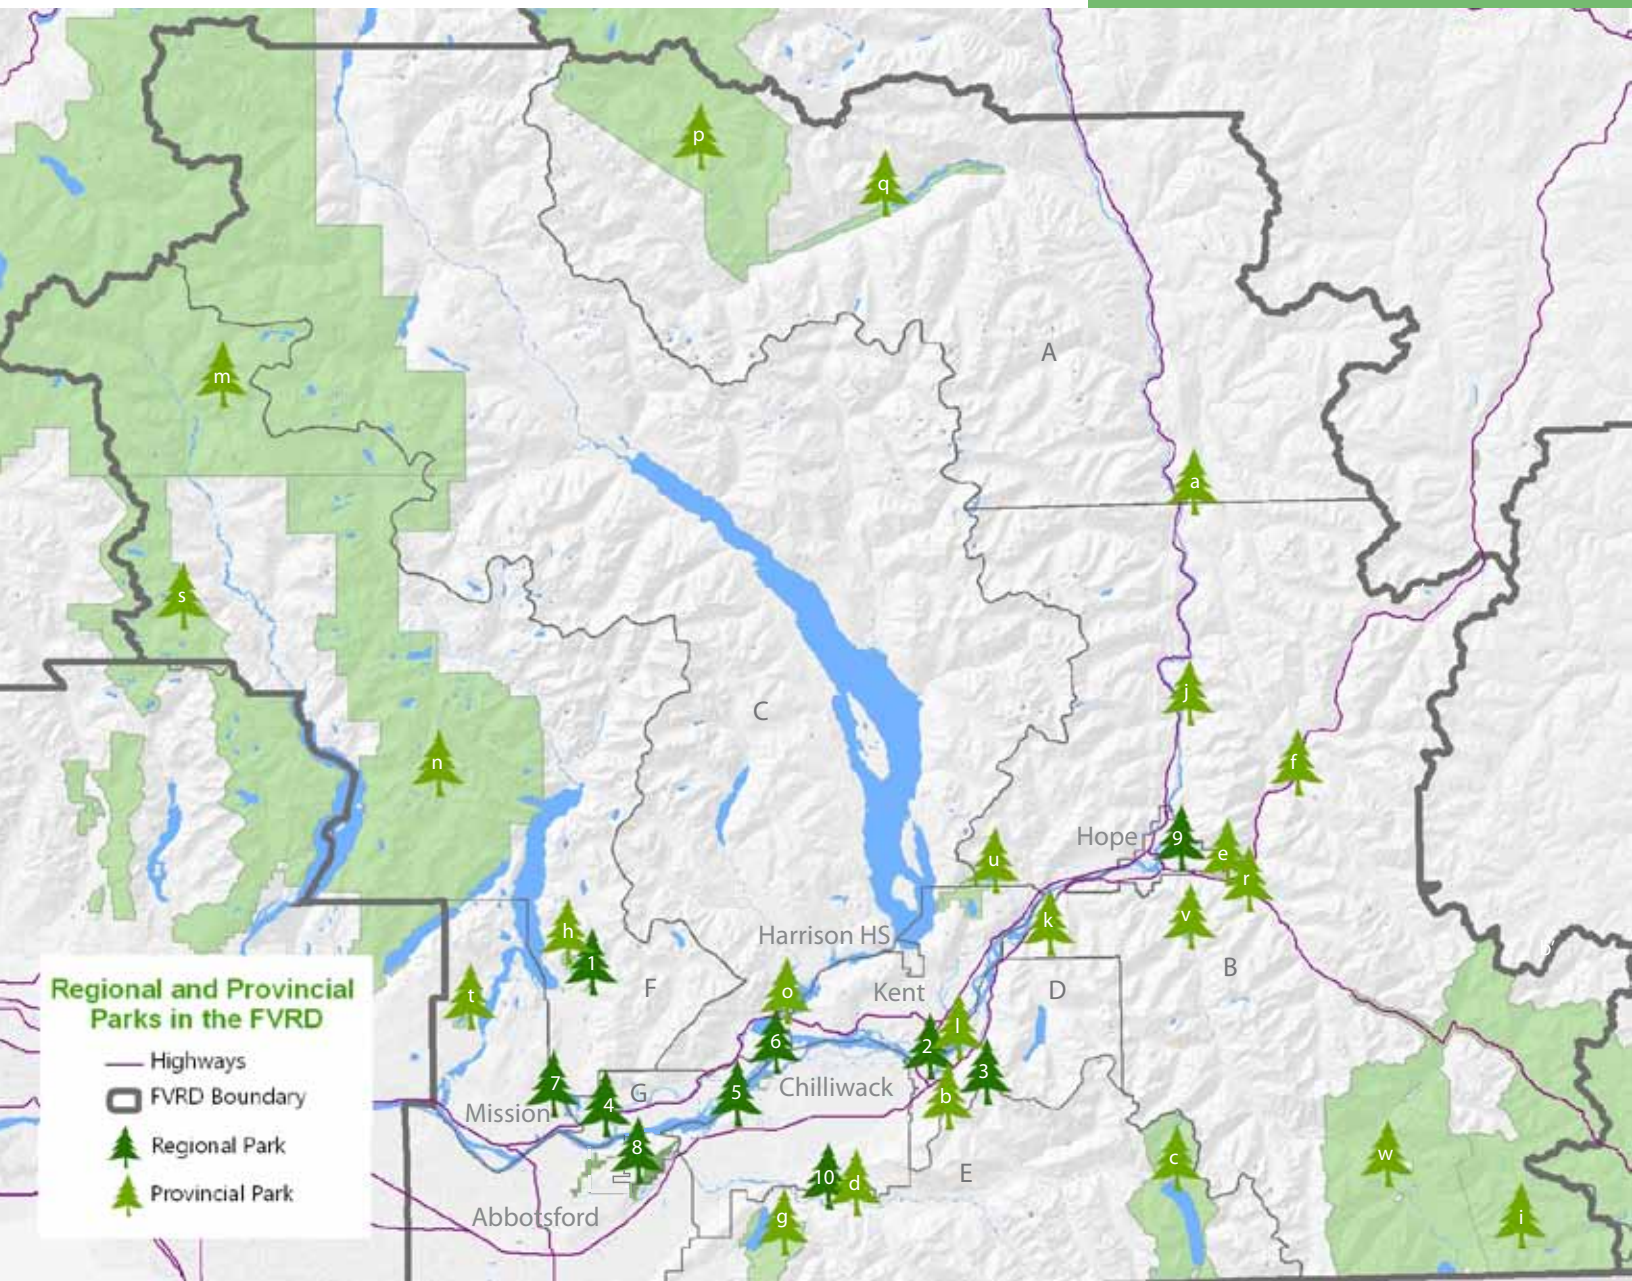 p
q
A
m
a
s
C
j
n
f
Hope
9
e
u
r
k
v
h
1
Harrison HS
B
F
Kent
D
o
t
l
6
2
3
7
5
Chilliwack
b
4
G
Mission
8
c
w
10
d
E
g
Abbotsford
i
Regional and Provincial
Parks in the FVRD
Highways
FVRD Boundary
Regional Park
Provincial Park